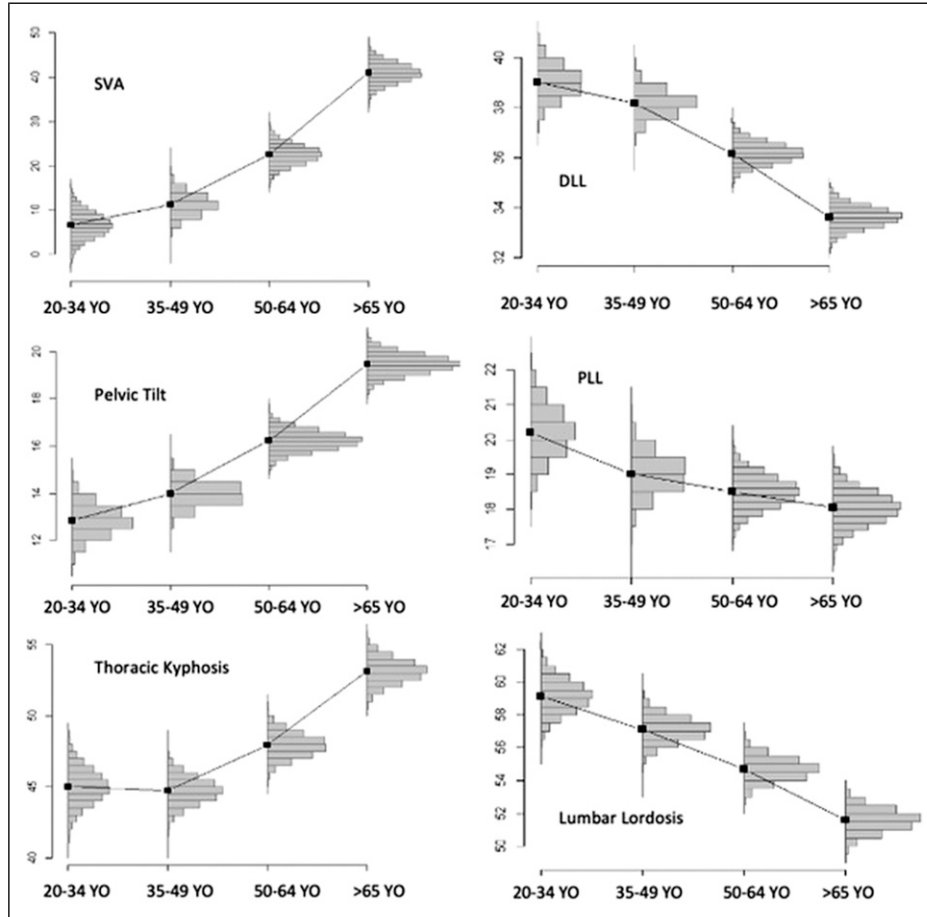 SVA
50
40
30
20
10
0
20-34 YO 35-49 YO 50-64 YO >65 YO
DLL
40
38
36
34
32
20-34 YO 35-49 YO 50-64 YO >65 YO
Pelvic Tilt
20
18
16
14
12
20-34 YO 35-49 YO 50-64 YO >65 YO
PLL
22
21
20
19
18
17
20-34 YO 35-49 YO 50-64 YO >65 YO
Thoracic Kyphosis
55
50
45
40
20-34 YO 35-49 YO 50-64 YO >65 YO
Lumbar Lordosis
62
60
58
56
54
52
50
20-34 YO 35-49 YO 50-64 YO >65 YO